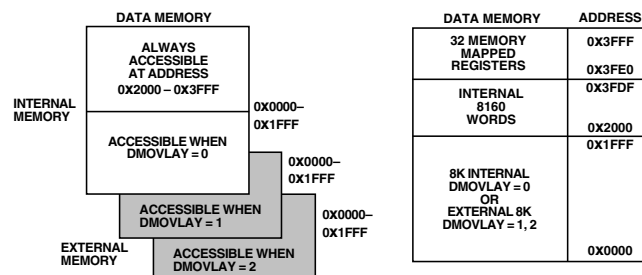 DATA MEMORY
ALWAYS
ACCESSIBLE
AT ADDRESS
0X2000 – 0X3FFF
INTERNAL
MEMORY
0X0000–
0X1FFF
ACCESSIBLE WHEN
DMOVLAY = 0
0X0000–
0X1FFF
ACCESSIBLE WHEN
DMOVLAY = 1
0X0000–
0X1FFF
EXTERNAL
MEMORY
ACCESSIBLE WHEN
DMOVLAY = 2
DATA MEMORY
ADDRESS
32 MEMORY
MAPPED
REGISTERS
0X3FFF
0X3FE0
INTERNAL
8160
WORDS
0X3FDF
0X2000
8K INTERNAL
DMOVLAY = 0
OR
EXTERNAL 8K
DMOVLAY = 1, 2
0X1FFF
0X0000